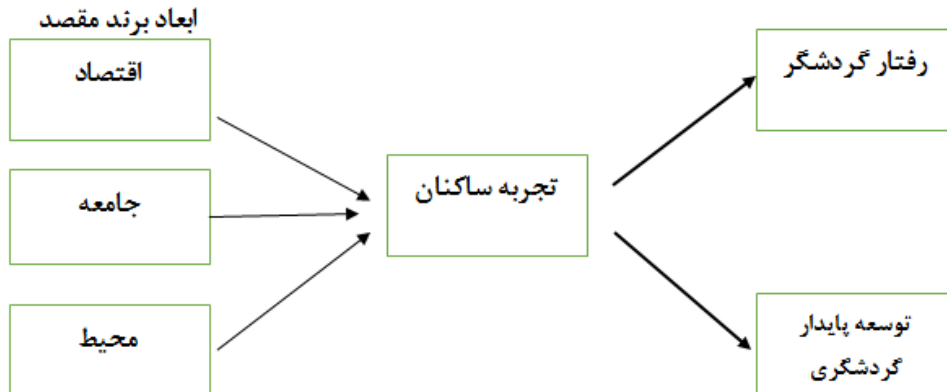 ابعاد برند مقصد
اقتصاد
جامعه
محیط
تجربه ساکنان
رفتار گردشگر
توسعه پایدار
گردشگری